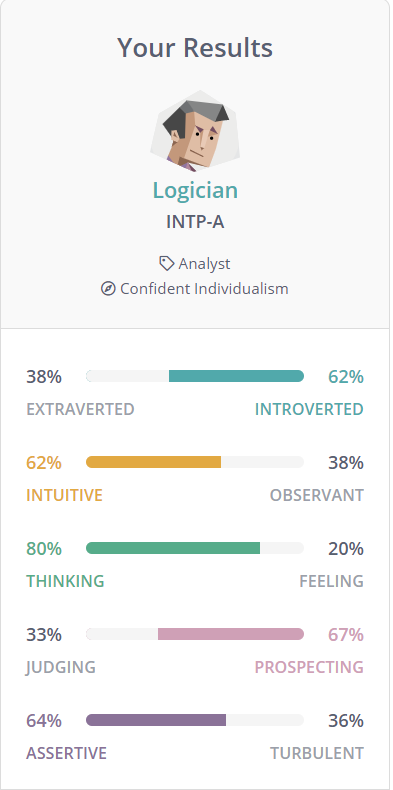 Your Results
Logician
INTP-A
Analyst
Confident Individualism
38% 62%
EXTRAVERTED INTROVERTED
62% 38%
INTUITIVE OBSERVANT
80% 20%
THINKING FEELING
33% 67%
JUDGING PROSPECTING
64% 36%
ASSERTIVE TURBULENT